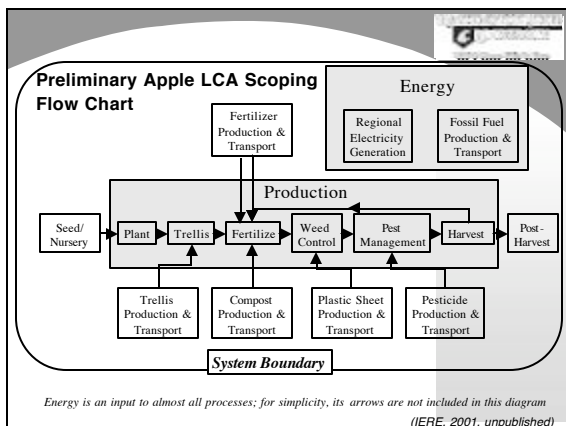 Preliminary Apple LCA Scoping
Flow Chart
Energy
Regional
Electricity
Generation
Fossil Fuel
Production &
Transport
Fertilizer
Production &
Transport
Production
Seed/
Nursery
Plant
Trellis
Fertilize
Weed
Control
Pest
Management
Harvest
Post-
Harvest
Trellis
Production &
Transport
Compost
Production &
Transport
Plastic Sheet
Production &
Transport
Pesticide
Production &
Transport
System Boundary
Energy is an input to almost all processes; for simplicity, its arrows are not included in this diagram
(IERE, 2001, unpublished)